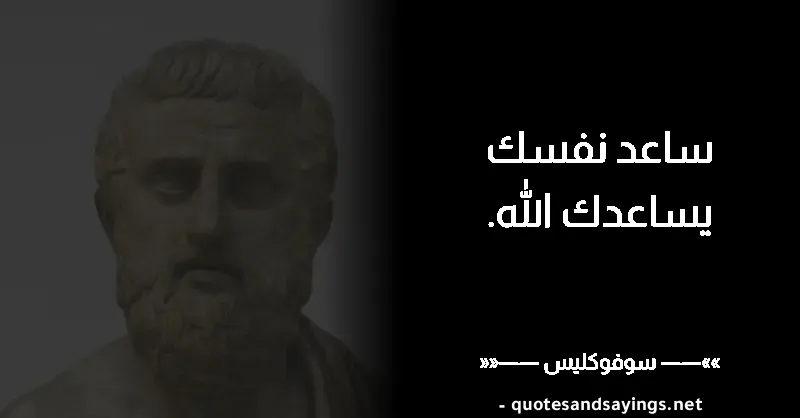 ساعد نفسك
يساعدك الله.
»»—— سوفوكليس ——««
- quotesandsayings.net